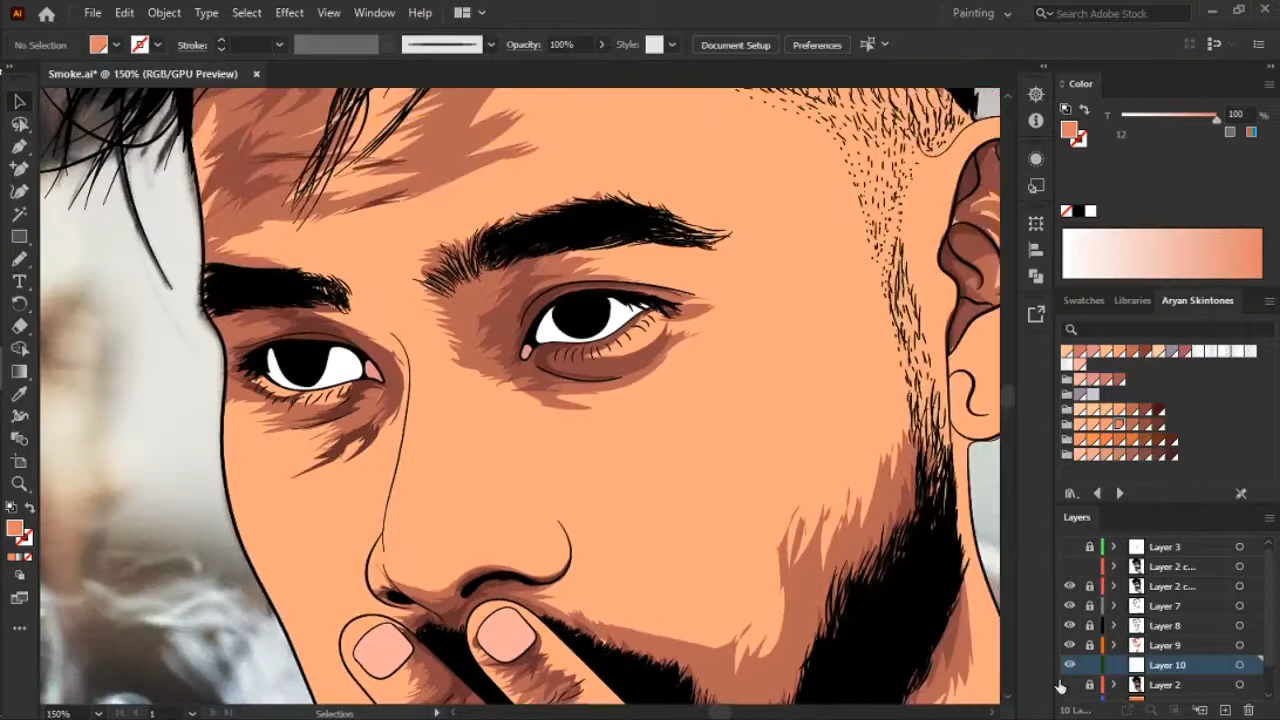 Ai File Edit Object Type Select Effect View Window Help Painting Search Adobe Stock
No Selection Stroke: Opacity: 100% Style: Document Setup Preferences
Smoke.ai* @ 150% (RGB/GPU Preview)
Color
T 100 %
12
Swatches Libraries Aryan Skintones
Layers
Layer 3
Layer 2 c...
Layer 2 c...
Layer 7
Layer 8
Layer 9
Layer 10
Layer 2
10 La...
150% 1 Selection